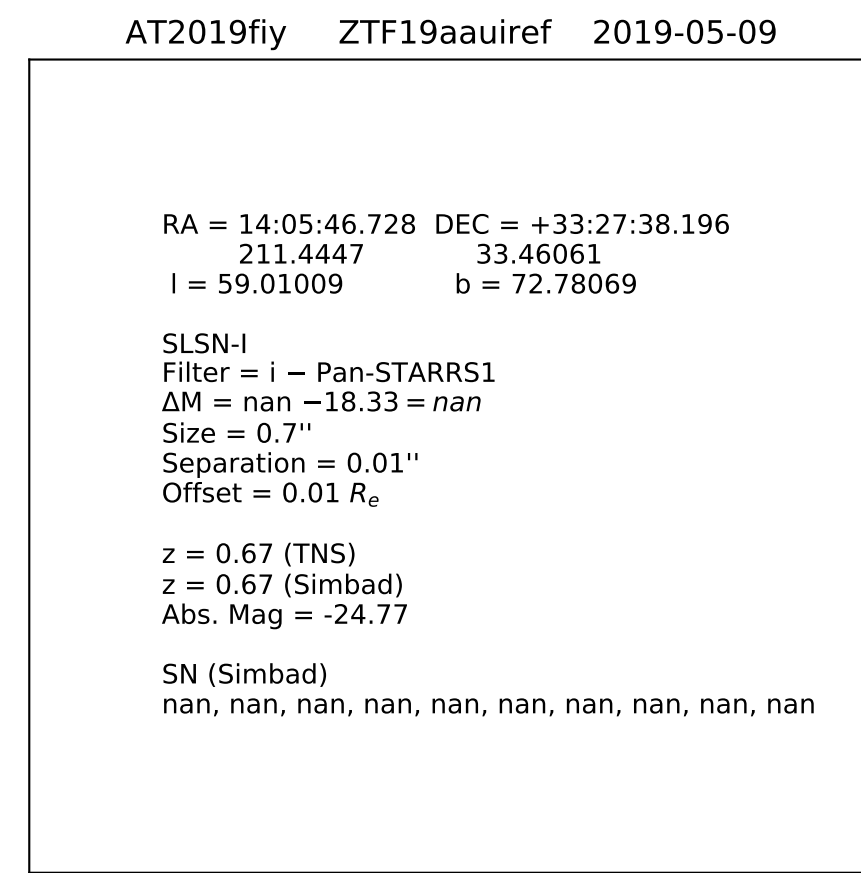 AT2019fiy ZTF19aauiref 2019-05-09
RA = 14:05:46.728 DEC = +33:27:38.196
211.4447 33.46061
l = 59.01009 b = 72.78069
SLSN-I
Filter = i − Pan-STARRS1
ΔM = nan −18.33 = nan
Size = 0.7''
Separation = 0.01''
Offset = 0.01 Rₑ
z = 0.67 (TNS)
z = 0.67 (Simbad)
Abs. Mag = -24.77
SN (Simbad)
nan, nan, nan, nan, nan, nan, nan, nan, nan, nan